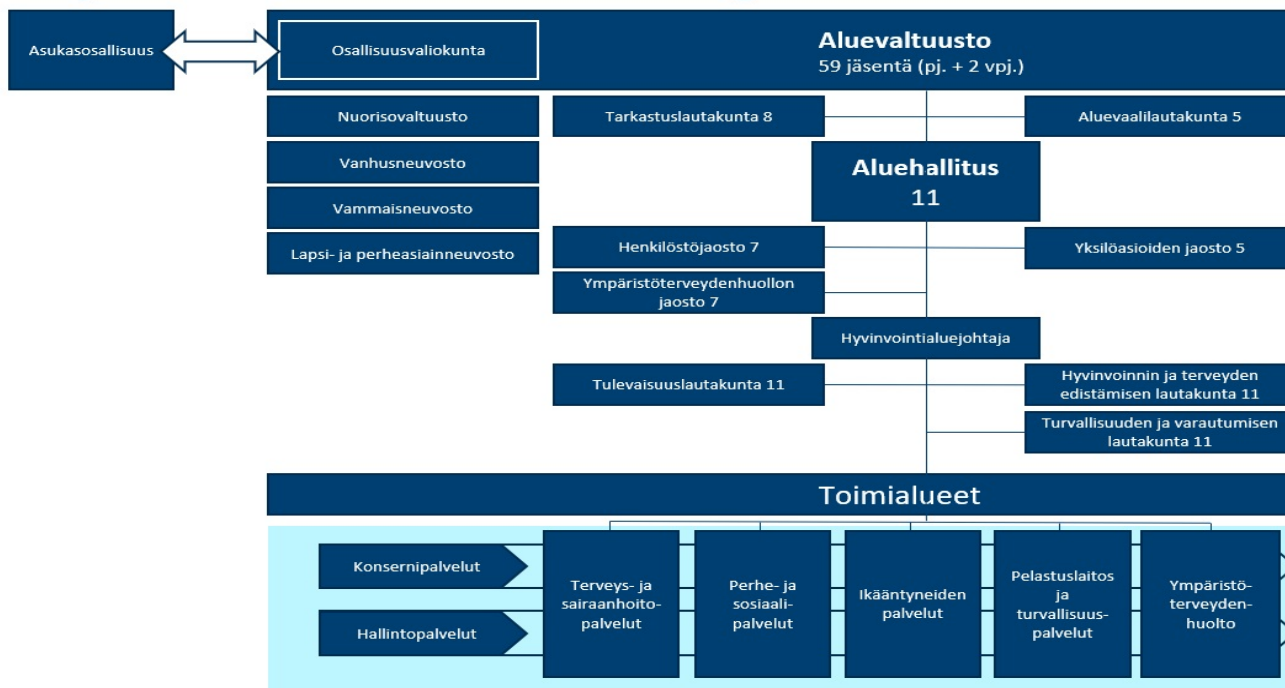 Asukasosallisuus
Osallisuusvaliokunta
Aluevaltuusto
59 jäsentä (pj. + 2 vpj.)
Nuorisovaltuusto
Tarkastuslautakunta 8
Aluevaalilautakunta 5
Vanhusneuvosto
Aluehallitus
11
Vammaisneuvosto
Lapsi- ja perheasiainneuvosto
Henkilöstöjaosto 7
Yksilöasioiden jaosto 5
Ympäristöterveydenhuollon
jaosto 7
Hyvinvointialuejohtaja
Tulevaisuuslautakunta 11
Hyvinvoinnin ja terveyden
edistämisen lautakunta 11
Turvallisuuden ja varautumisen
lautakunta 11
Toimialueet
Konsernipalvelut
Hallintopalvelut
Terveys- ja
sairaanhoito-
palvelut
Perhe- ja
sosiaali-
palvelut
Ikääntyneiden
palvelut
Pelastuslaitos
ja
turvallisuus-
palvelut
Ympäristö-
terveyden-
huolto